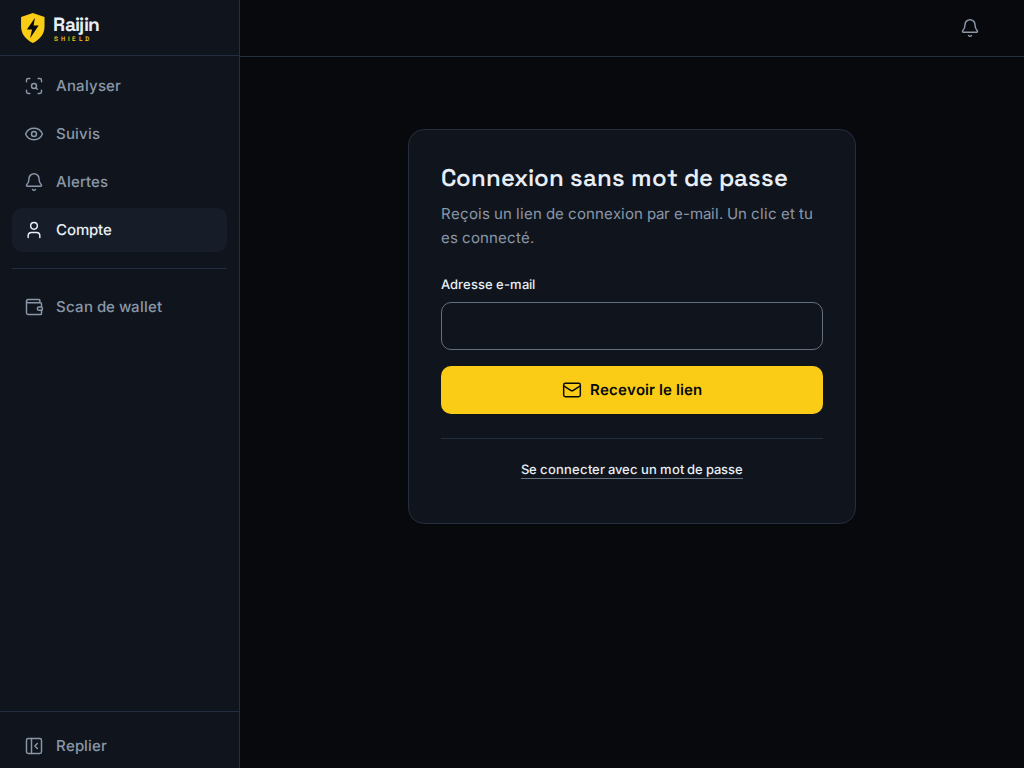 Raijin
SHIELD
Analyser
Suivis
Alertes
Compte
Scan de wallet
Replier
Connexion sans mot de passe
Reçois un lien de connexion par e-mail. Un clic et tu
es connecté.
Adresse e-mail
Recevoir le lien
Se connecter avec un mot de passe